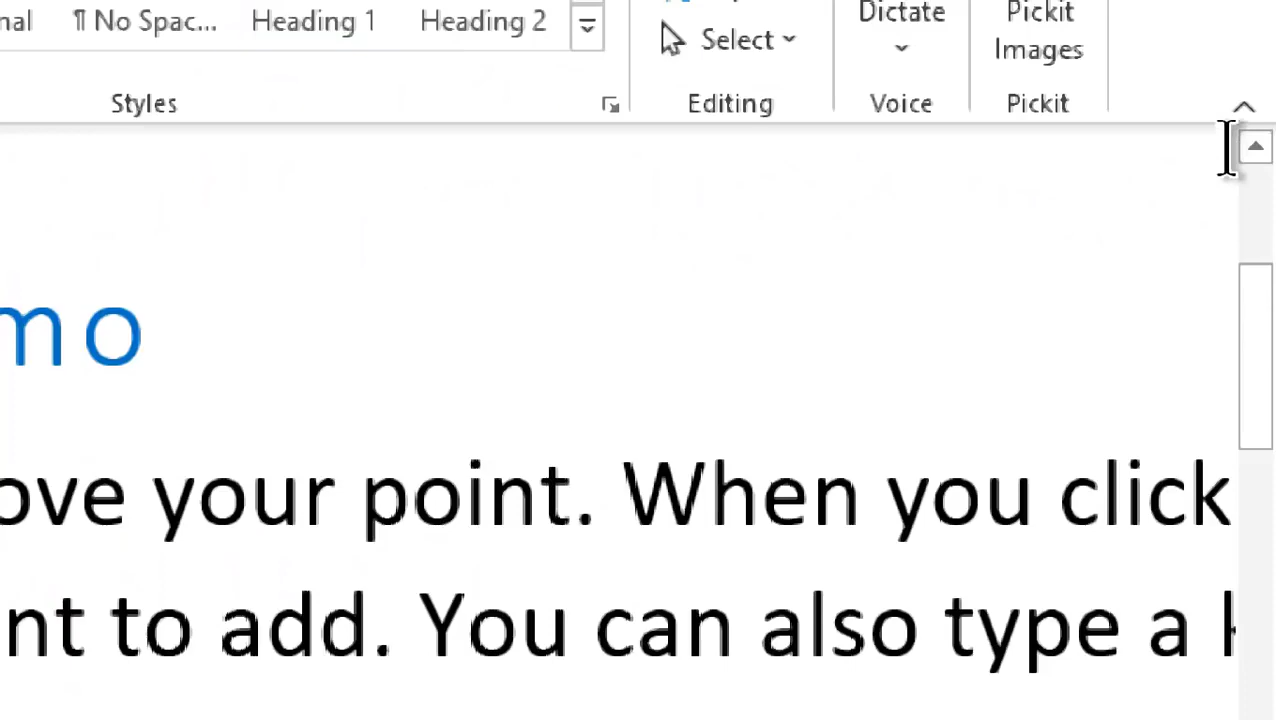 ¶ No Spac... Heading 1 Heading 2
Select
Dictate
Pickit
Images
Styles Editing Voice Pickit
mo
ove your point. When you click
nt to add. You can also type a